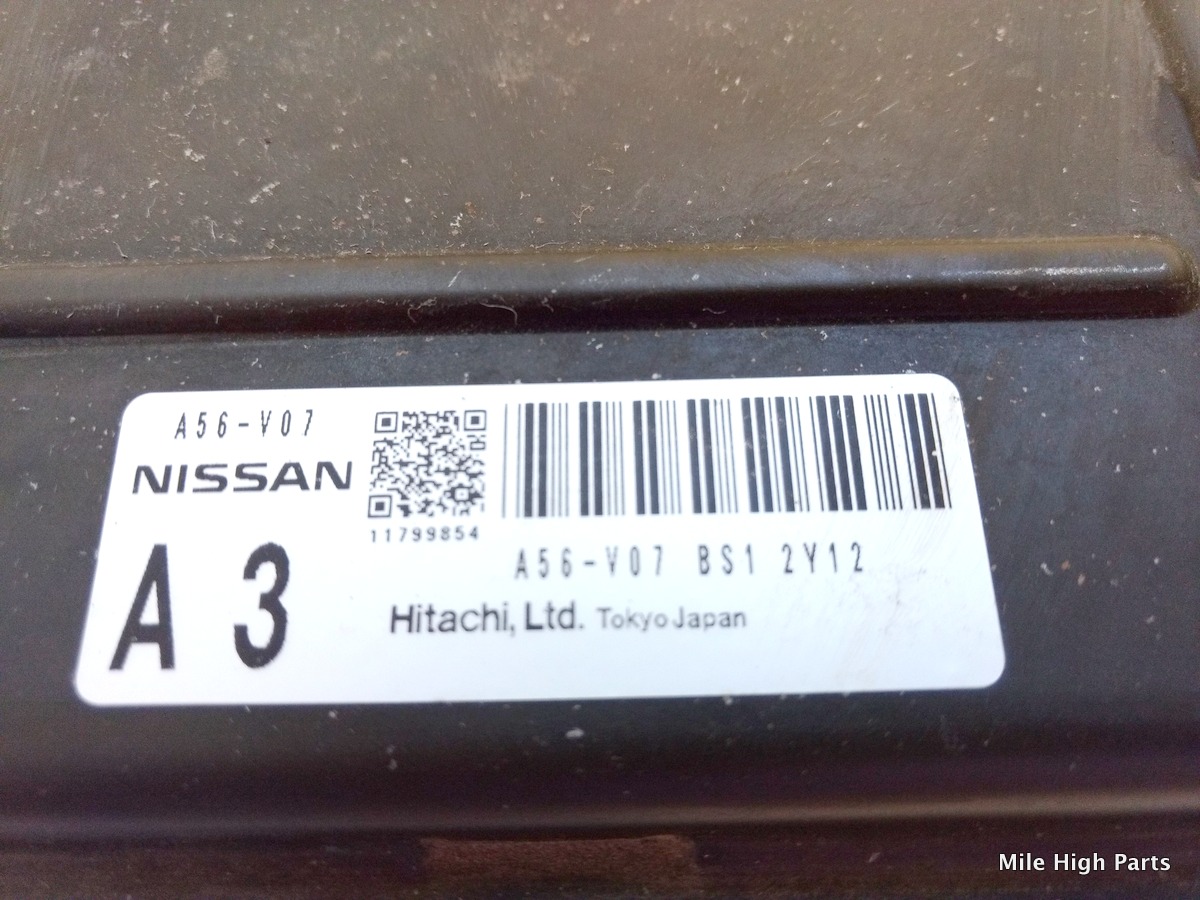 A56-V07
NISSAN
11799854
A 3
A56-V07 BS1 2Y12
Hitachi, Ltd. Tokyo Japan
Mile High Parts